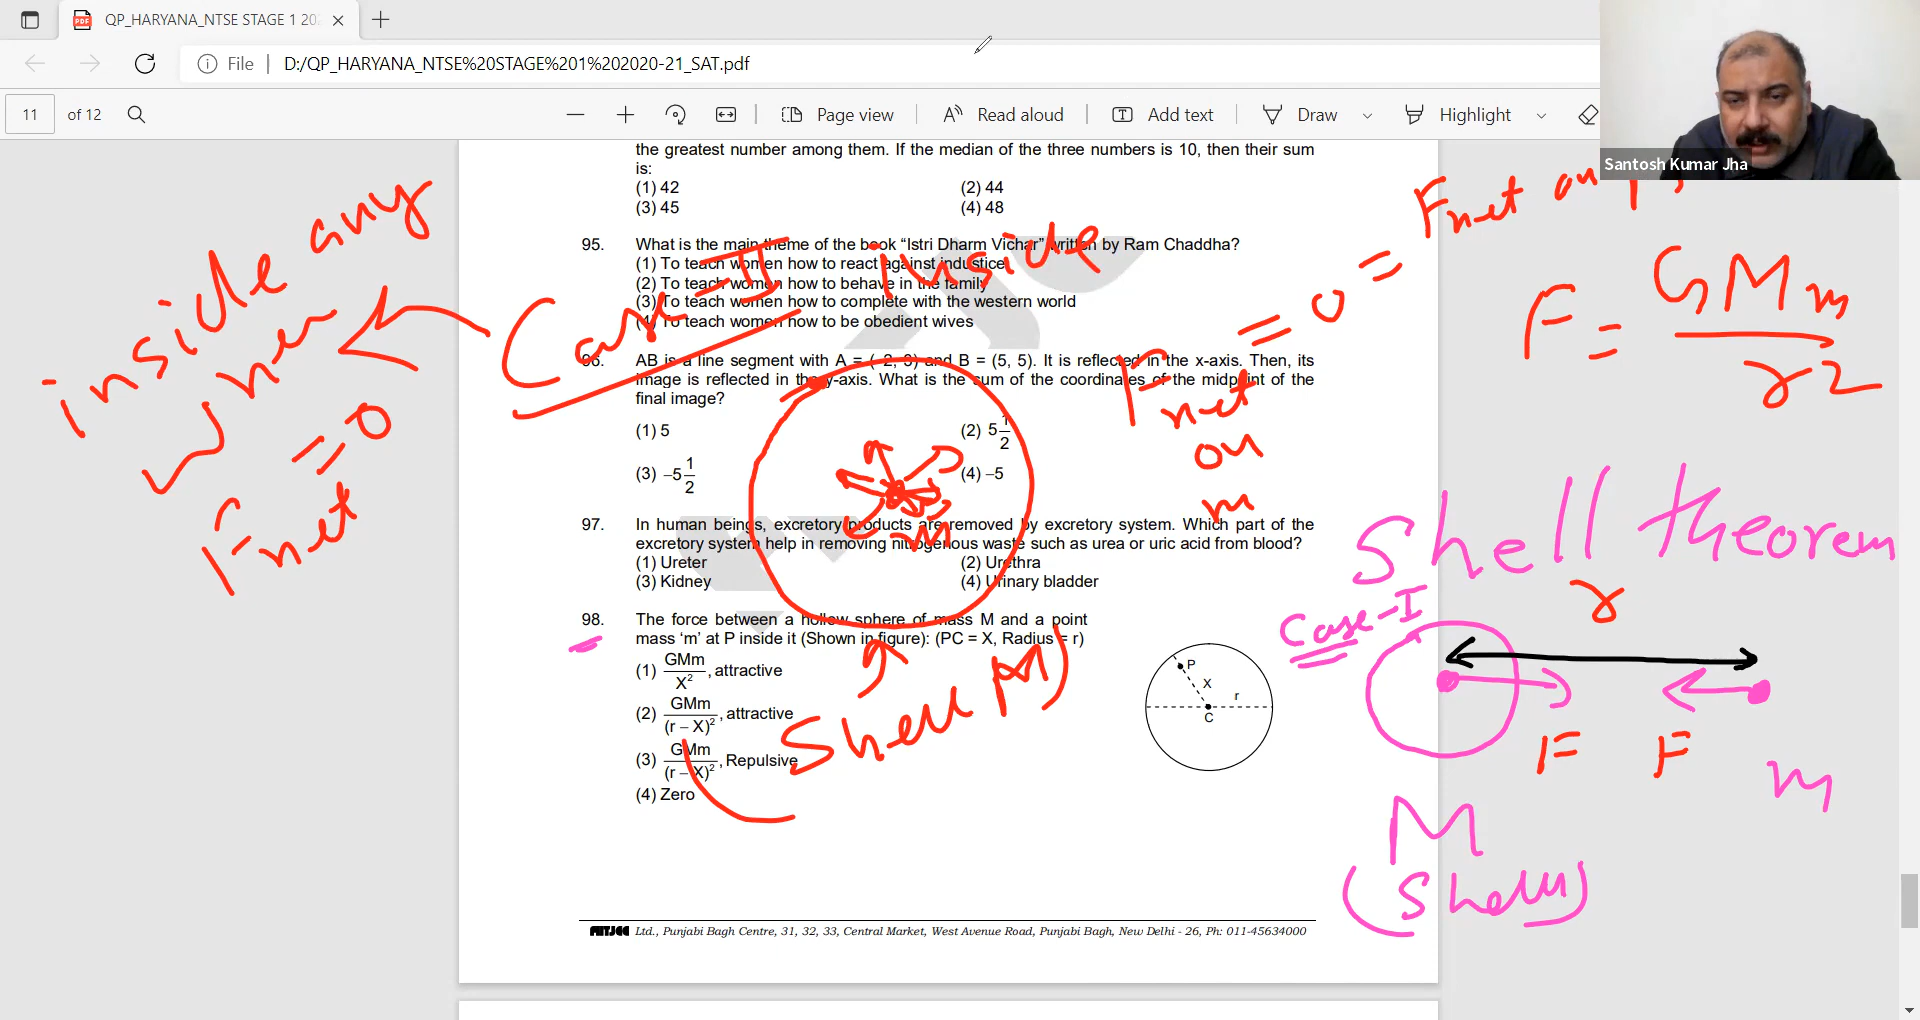 QP_HARYANA_NTSE STAGE 1 20
File D:/QP_HARYANA_NTSE%20STAGE%201%202020-21_SAT.pdf
11 of 12
Page view
Read aloud
Add text
Draw
Highlight
Santosh Kumar Jha
the greatest number among them. If the median of the three numbers is 10, then their sum
is:
(1) 42 (2) 44
(3) 45 (4) 48
95. What is the main theme of the book “Istri Dharm Vichar” written by Ram Chaddha?
(1) To teach women how to react against industice
(2) To teach women how to behave in the family
(3) To teach women how to complete with the western world
(4) To teach women how to be obedient wives
96. AB is a line segment with A = (–2, 3) and B = (5, 5). It is reflected in the x-axis. Then, its
image is reflected in the y-axis. What is the sum of the coordinates of the midpoint of the
final image?
(1) 5 (2) 5 1/2
(3) –5 1/2 (4) –5
97. In human beings, excretory products are removed by excretory system. Which part of the
excretory system help in removing nitrogenous waste such as urea or uric acid from blood?
(1) Ureter (2) Urethra
(3) Kidney (4) Urinary bladder
98. The force between a hollow sphere of mass M and a point
mass ‘m’ at P inside it (Shown in figure): (PC = X, Radius = r)
(1) GMm/X², attractive
(2) GMm/(r – X)², attractive
(3) GMm/(r – X)², Repulsive
(4) Zero
P
X
r
C
FIITJEE Ltd., Punjabi Bagh Centre, 31, 32, 33, Central Market, West Avenue Road, Punjabi Bagh, New Delhi - 26, Ph: 011-45634000
inside any
where
Fnet = 0
Case-II inside
m
Shell (M)
Fnet = 0 =
on
m
Fnet on
F = GMm/r²
Shell theorem
Case-I
r
F F
m
M
(Shell)